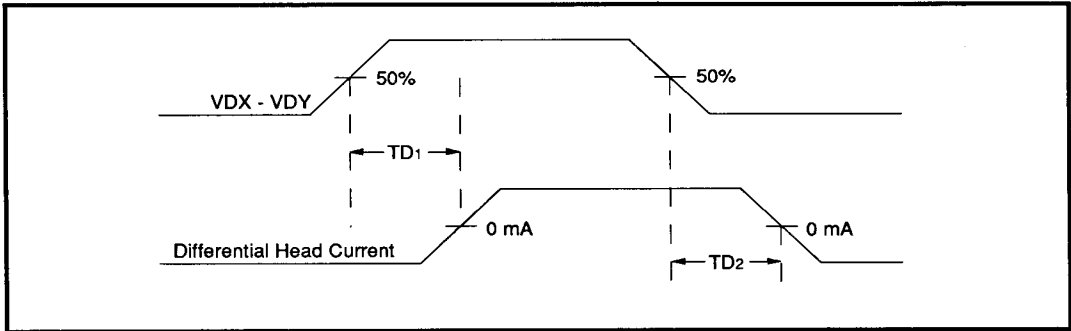 50%
50%
VDX - VDY
TD1
0 mA
0 mA
Differential Head Current
TD2